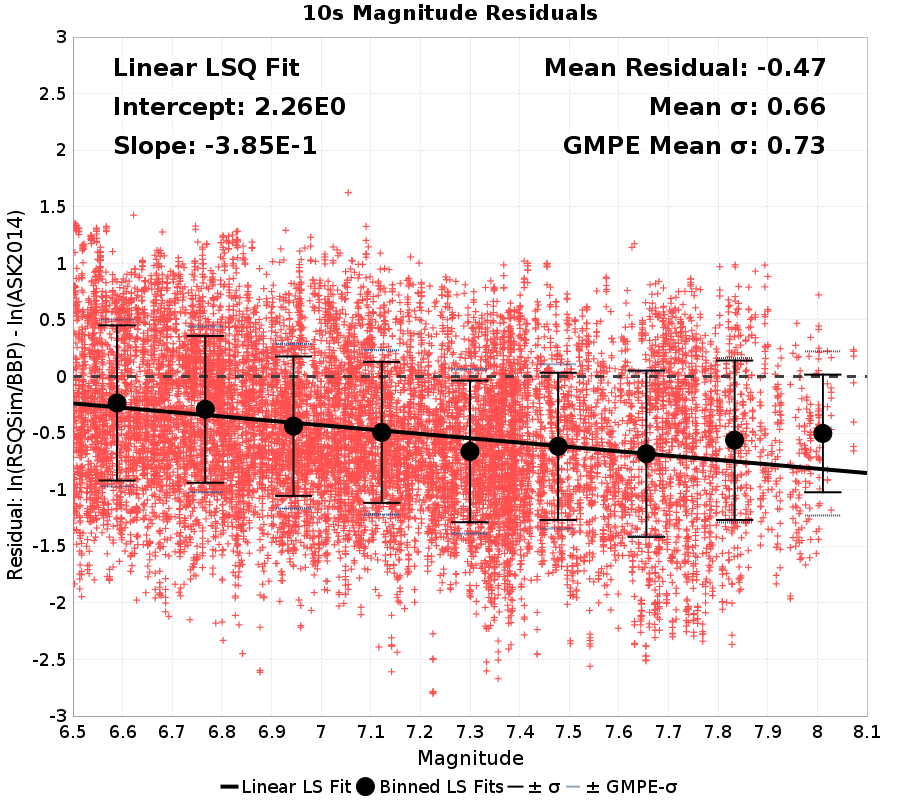 10s Magnitude Residuals
Linear LSQ Fit
Intercept: 2.26E0
Slope: -3.85E-1
Mean Residual: -0.47
Mean σ: 0.66
GMPE Mean σ: 0.73
Residual: ln(RSQSim/BBP) - ln(ASK2014)
3
2.5
2
1.5
1
0.5
0
-0.5
-1
-1.5
-2
-2.5
-3
6.5 6.6 6.7 6.8 6.9 7 7.1 7.2 7.3 7.4 7.5 7.6 7.7 7.8 7.9 8 8.1
Magnitude
Linear LS Fit Binned LS Fits ± σ ± GMPE-σ